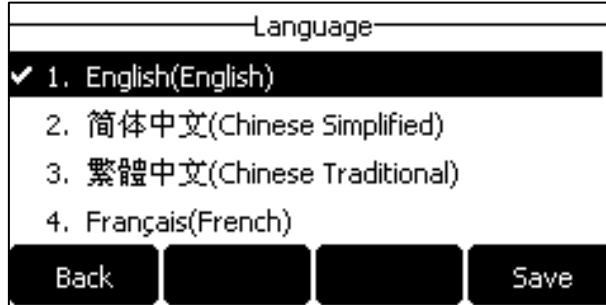 Language
✔ 1. English(English)
2. 简体中文(Chinese Simplified)
3. 繁體中文(Chinese Traditional)
4. Français(French)
Back Save